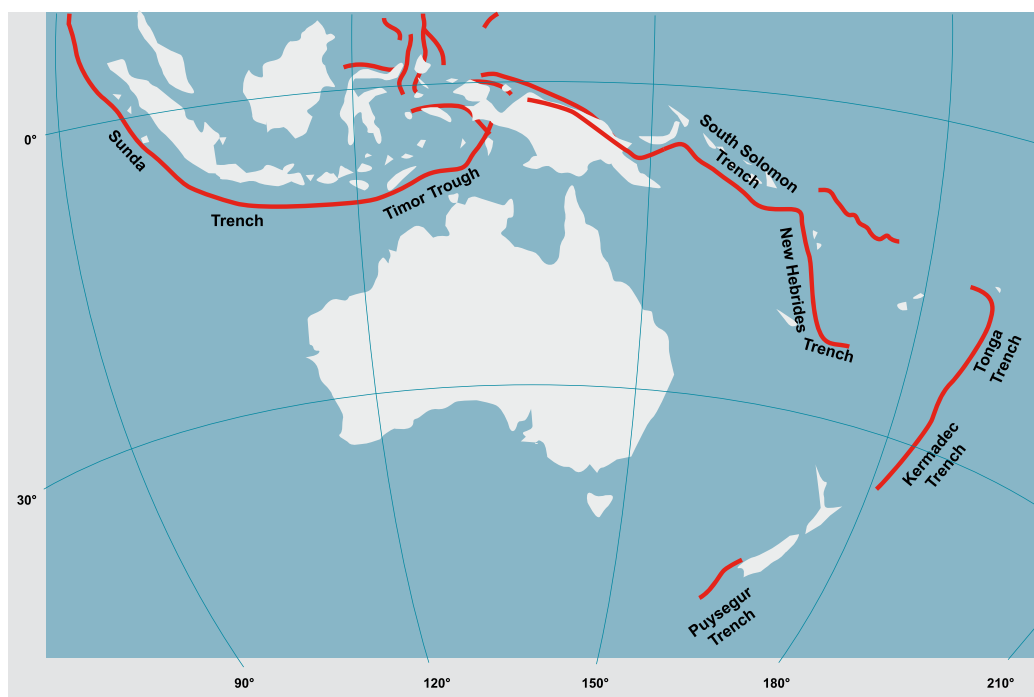 0°
Sunda
Trench
Timor Trough
South Solomon
Trench
New Hebrides
Trench
Tonga
Trench
Kermadec
Trench
30°
Puysegur
Trench
90°
120°
150°
180°
210°